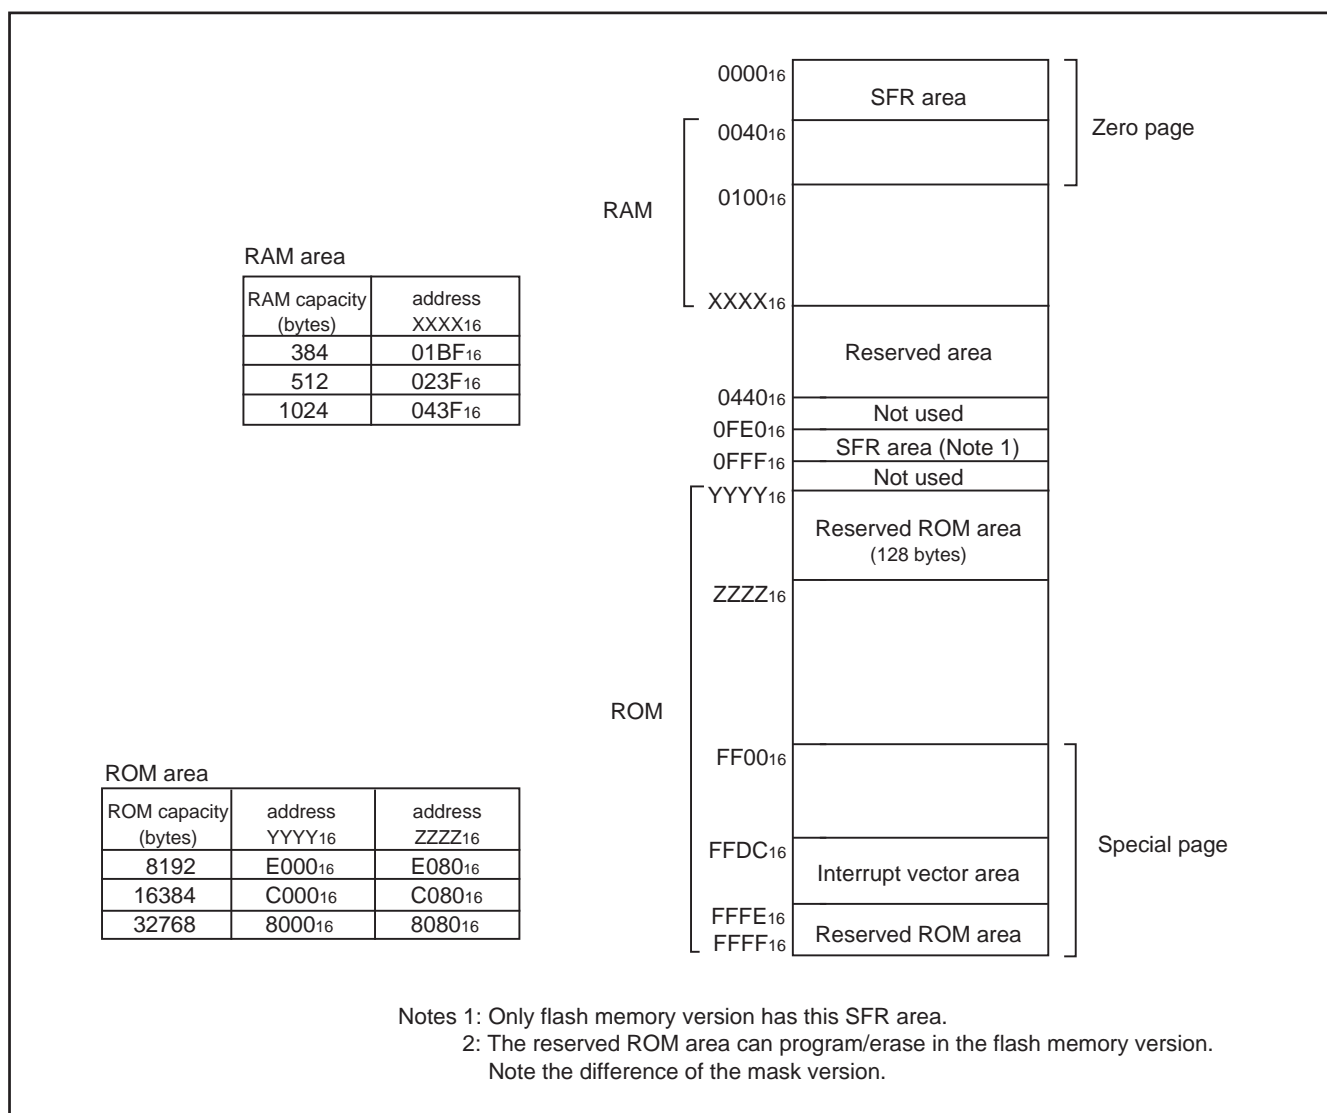 000016
SFR area
Zero page
004016
RAM
010016
RAM area
RAM capacity (bytes) address XXXX16
384 01BF16
512 023F16
1024 043F16
XXXX16
Reserved area
044016
Not used
0FE016
SFR area (Note 1)
0FFF16
Not used
YYYY16
Reserved ROM area
(128 bytes)
ZZZZ16
ROM
FF0016
ROM area
ROM capacity (bytes) address YYYY16 address ZZZZ16
8192 E00016 E08016
16384 C00016 C08016
32768 800016 808016
FFDC16
Special page
Interrupt vector area
FFFE16
Reserved ROM area
FFFF16
Notes 1: Only flash memory version has this SFR area.
2: The reserved ROM area can program/erase in the flash memory version.
Note the difference of the mask version.